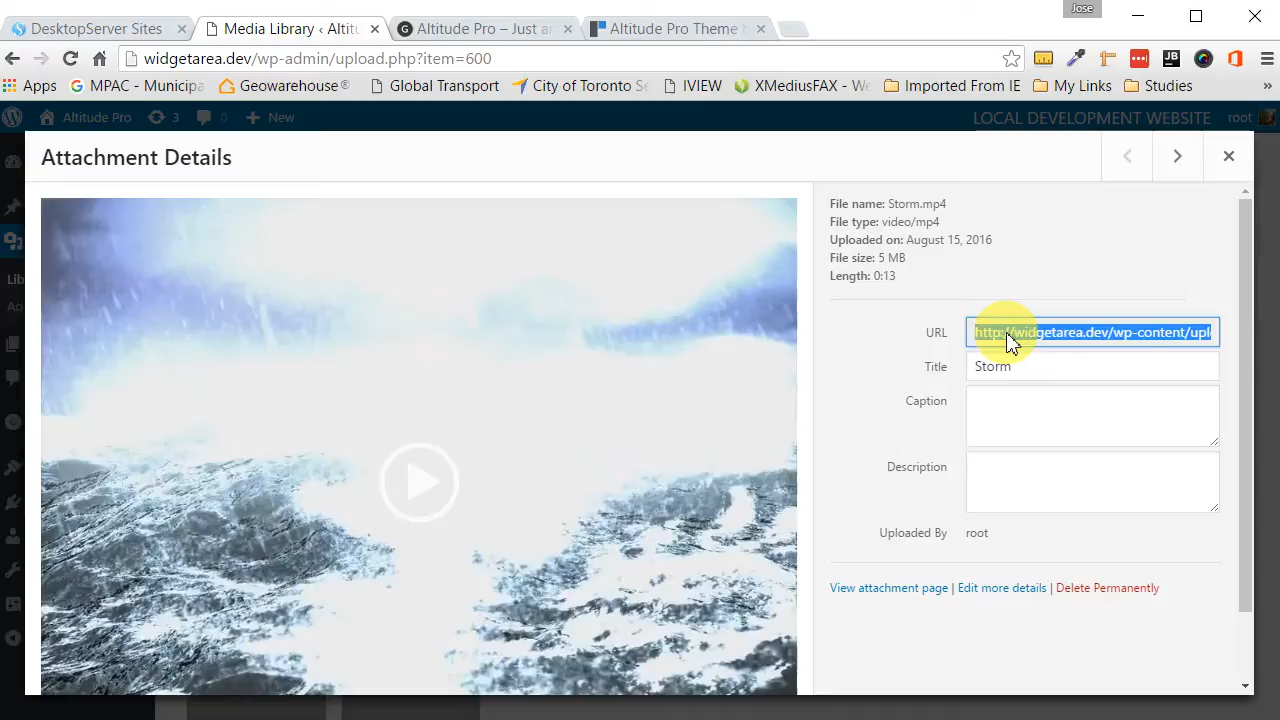 Jose
DesktopServer Sites
Media Library ‹ Altitu
Altitude Pro – Just an
Altitude Pro Theme
widgetarea.dev/wp-admin/upload.php?item=600
Apps
MPAC - Municipa
Geowarehouse®
Global Transport
City of Toronto Se
IVIEW
XMediusFAX - We
Imported From IE
My Links
Studies
»
Altitude Pro
3
0
New
LOCAL DEVELOPMENT WEBSITE
root
Attachment Details
File name: Storm.mp4
File type: video/mp4
Uploaded on: August 15, 2016
File size: 5 MB
Length: 0:13
URL
http://widgetarea.dev/wp-content/uplo
Title
Storm
Caption
Description
Uploaded By
root
View attachment page | Edit more details | Delete Permanently
Lib